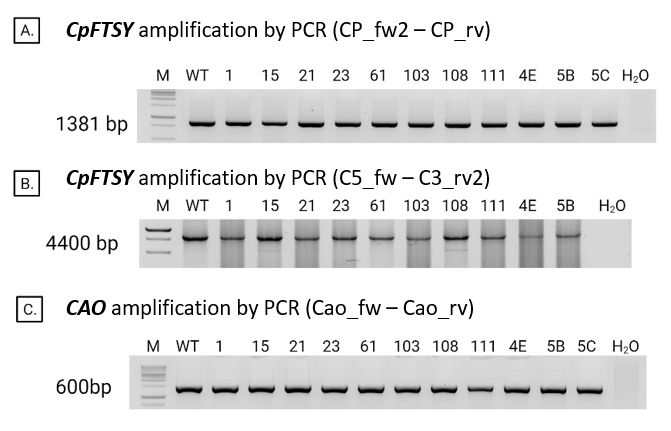 A. CpFTSY amplification by PCR (CP_fw2 – CP_rv)
M WT 1 15 21 23 61 103 108 111 4E 5B 5C H₂O
1381 bp
B. CpFTSY amplification by PCR (C5_fw – C3_rv2)
M WT 1 15 21 23 61 103 108 111 4E 5B H₂O
4400 bp
C. CAO amplification by PCR (Cao_fw – Cao_rv)
M WT 1 15 21 23 61 103 108 111 4E 5B 5C H₂O
600bp